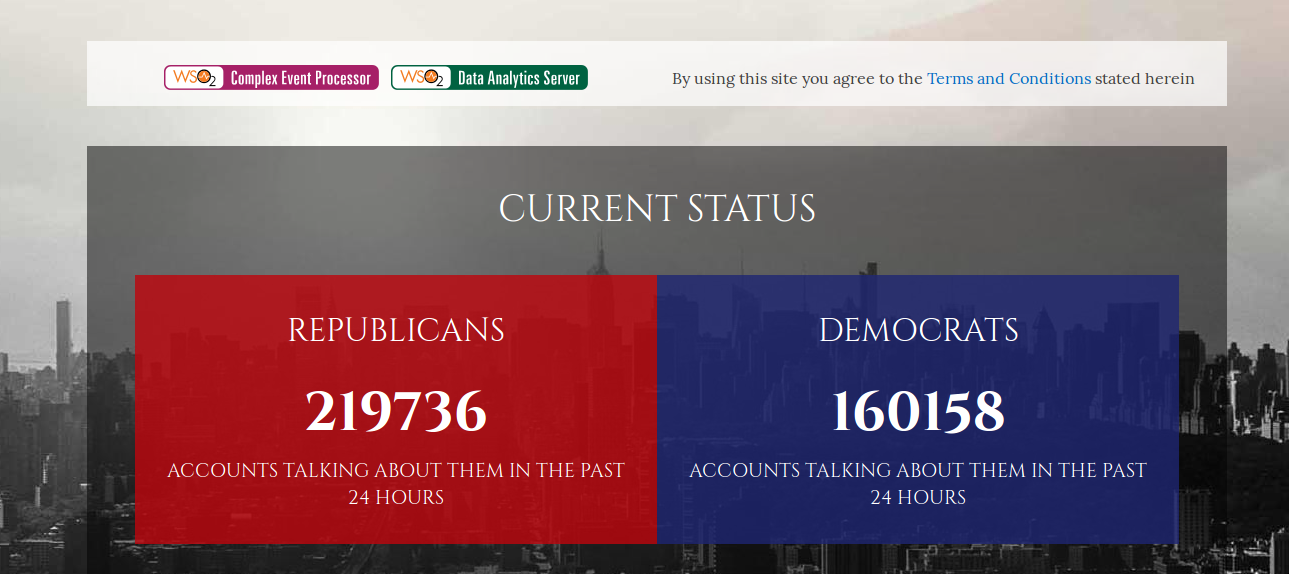 WSO2 Complex Event Processor WSO2 Data Analytics Server By using this site you agree to the Terms and Conditions stated herein
CURRENT STATUS
REPUBLICANS
219736
ACCOUNTS TALKING ABOUT THEM IN THE PAST
24 HOURS
DEMOCRATS
160158
ACCOUNTS TALKING ABOUT THEM IN THE PAST
24 HOURS